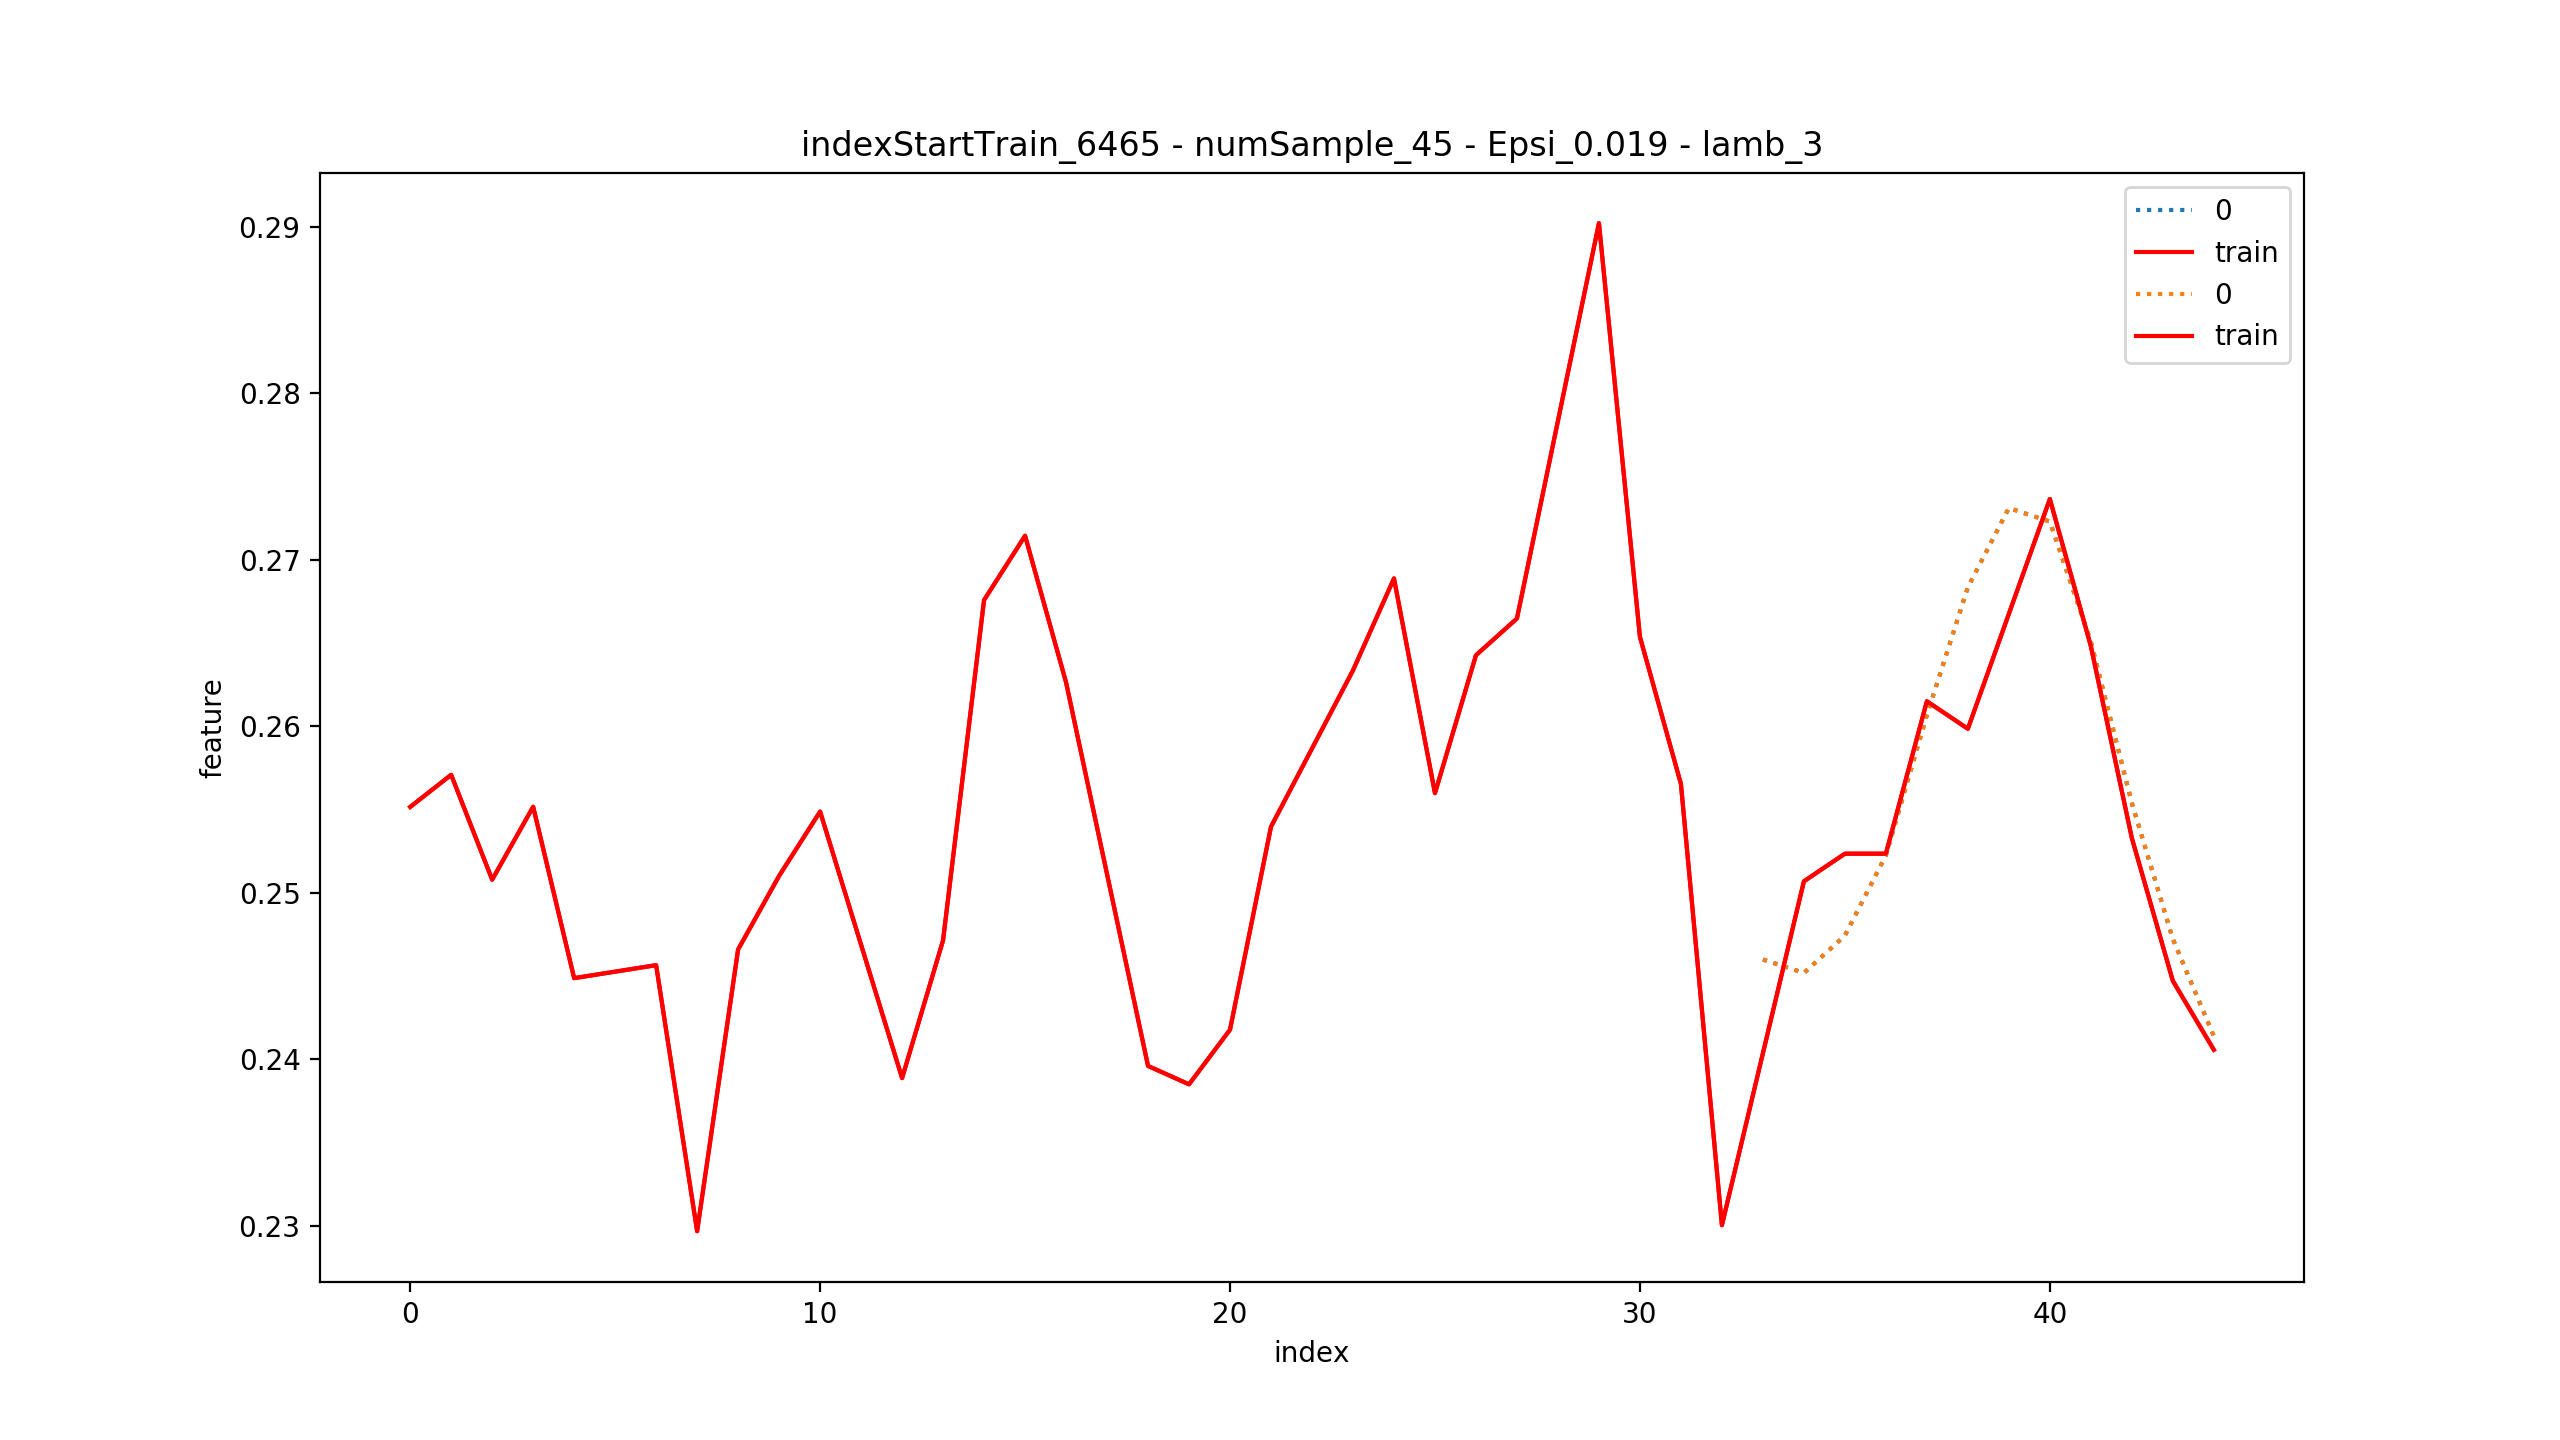 indexStartTrain_6465 - numSample_45 - Epsi_0.019 - lamb_3
0
train
0
train
0.29
0.28
0.27
0.26
0.25
0.24
0.23
feature
0 10 20 30 40
index